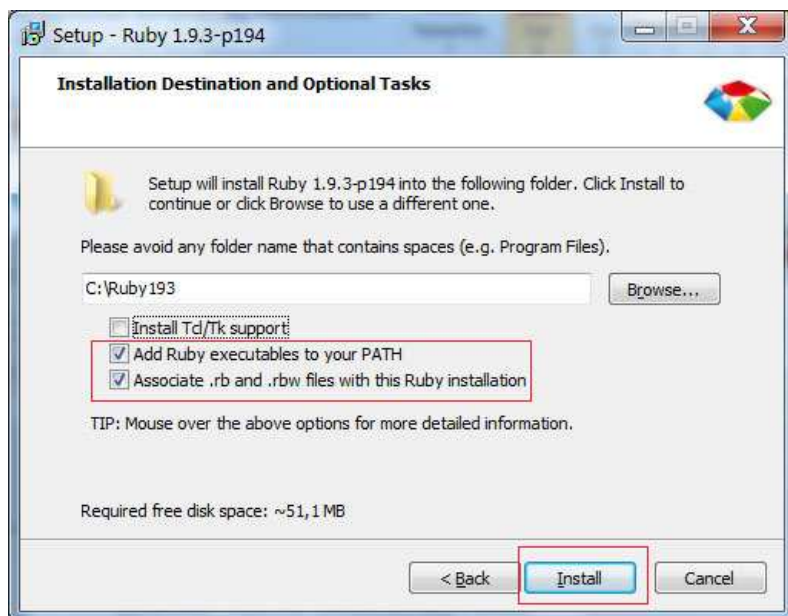 Setup - Ruby 1.9.3-p194
Installation Destination and Optional Tasks
Setup will install Ruby 1.9.3-p194 into the following folder. Click Install to
continue or click Browse to use a different one.
Please avoid any folder name that contains spaces (e.g. Program Files).
C:\Ruby193
Browse...
Install Tcl/Tk support
Add Ruby executables to your PATH
Associate .rb and .rbw files with this Ruby installation
TIP: Mouse over the above options for more detailed information.
Required free disk space: ~51,1 MB
< Back
Install
Cancel